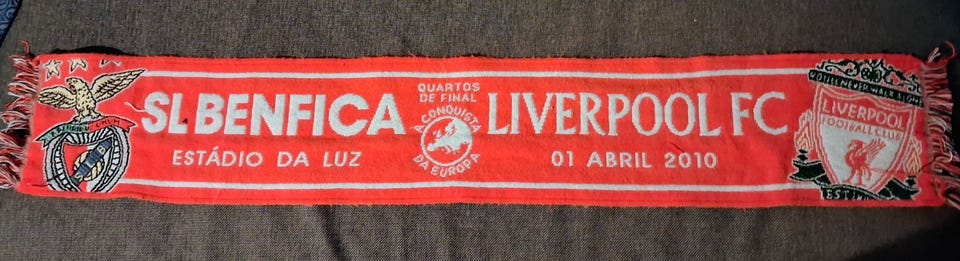 SL BENFICA
ESTÁDIO DA LUZ
QUARTOS
DE FINAL
A CONQUISTA
DA EUROPA
LIVERPOOL FC
01 ABRIL 2010
YOU'LL NEVER WALK ALONE
LIVERPOOL
FOOTBALL CLUB